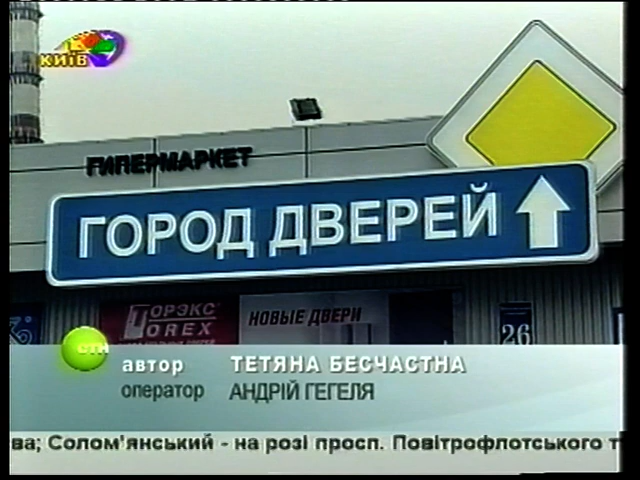 КИЇВ
ГИПЕРМАРКЕТ
ГОРОД ДВЕРЕЙ
ТОРЭКС
TOREX
НОВЫЕ ДВЕРИ
26
СТН
автор ТЕТЯНА БЕСЧАСТНА
оператор АНДРІЙ ГЕГЕЛЯ
ва; Солом'янський - на розі просп. Повітрофлотського т